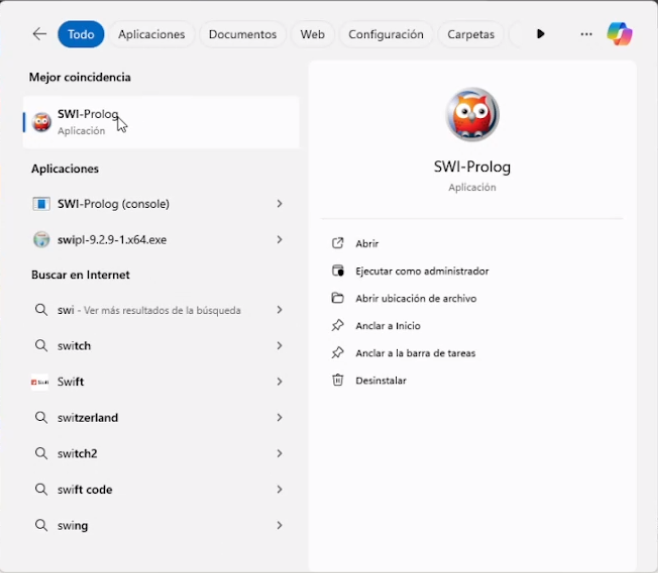 Todo Aplicaciones Documentos Web Configuración Carpetas
Mejor coincidencia
SWI-Prolog
Aplicación
Aplicaciones
SWI-Prolog (console)
swipl-9.2.9-1.x64.exe
Buscar en Internet
swi - Ver más resultados de la búsqueda
switch
Swift
switzerland
switch2
swift code
swing
SWI-Prolog
Aplicación
Abrir
Ejecutar como administrador
Abrir ubicación de archivo
Anclar a Inicio
Anclar a la barra de tareas
Desinstalar